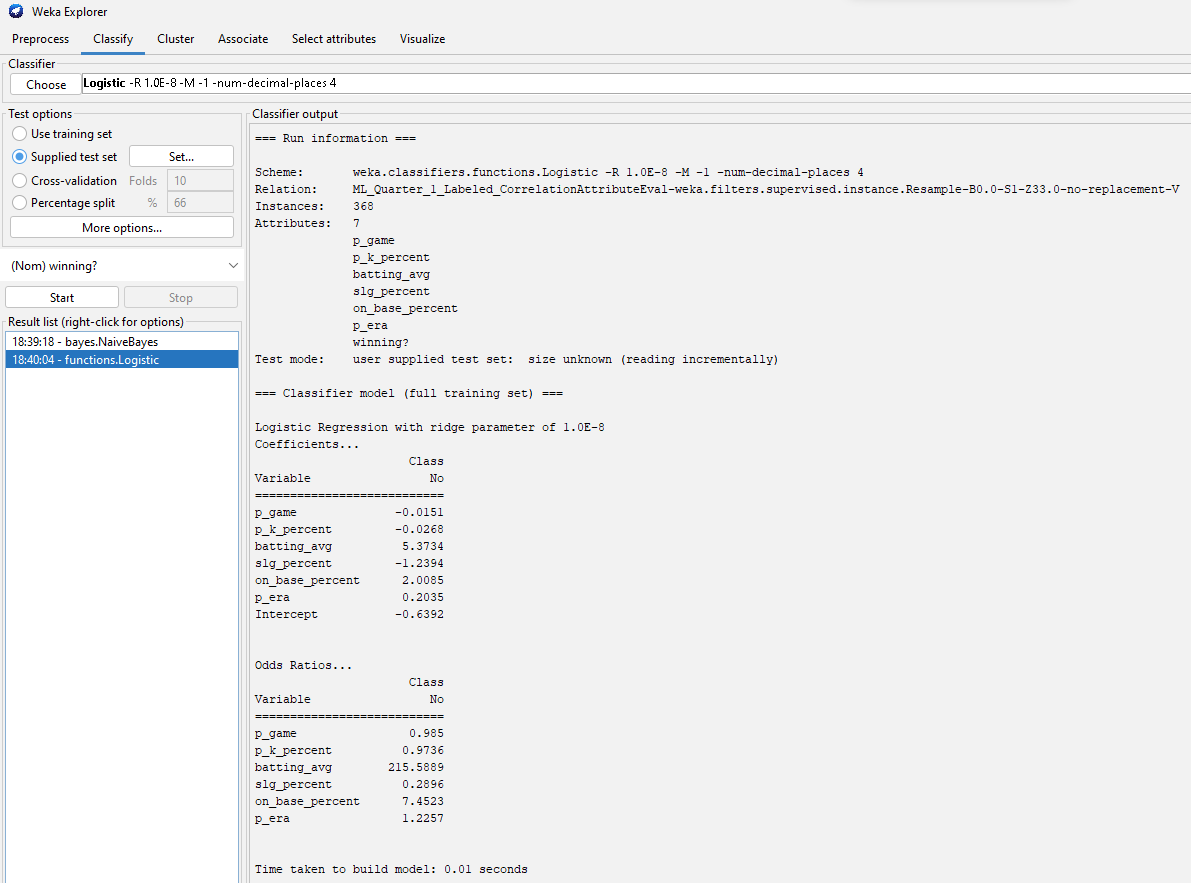 Weka Explorer
Preprocess Classify Cluster Associate Select attributes Visualize
Classifier
Choose Logistic -R 1.0E-8 -M -1 -num-decimal-places 4
Test options
Use training set
Supplied test set Set...
Cross-validation Folds 10
Percentage split % 66
More options...
(Nom) winning?
Start Stop
Result list (right-click for options)
18:39:18 - bayes.NaiveBayes
18:40:04 - functions.Logistic
Classifier output
=== Run information ===
Scheme: weka.classifiers.functions.Logistic -R 1.0E-8 -M -1 -num-decimal-places 4
Relation: ML_Quarter_1_Labeled_CorrelationAttributeEval-weka.filters.supervised.instance.Resample-B0.0-S1-Z33.0-no-replacement-V
Instances: 368
Attributes: 7
p_game
p_k_percent
batting_avg
slg_percent
on_base_percent
p_era
winning?
Test mode: user supplied test set: size unknown (reading incrementally)
=== Classifier model (full training set) ===
Logistic Regression with ridge parameter of 1.0E-8
Coefficients...
Class
Variable No
===========================
p_game -0.0151
p_k_percent -0.0268
batting_avg 5.3734
slg_percent -1.2394
on_base_percent 2.0085
p_era 0.2035
Intercept -0.6392
Odds Ratios...
Class
Variable No
===========================
p_game 0.985
p_k_percent 0.9736
batting_avg 215.5889
slg_percent 0.2896
on_base_percent 7.4523
p_era 1.2257
Time taken to build model: 0.01 seconds